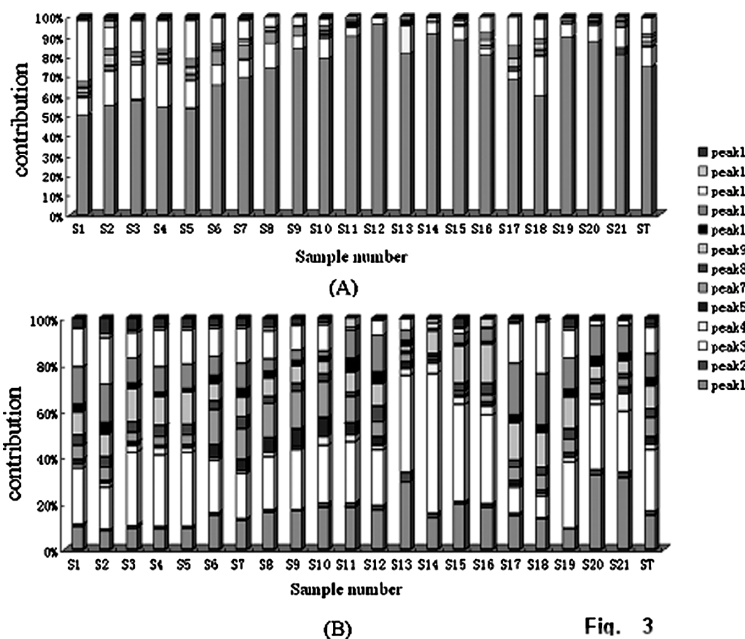 contribution
100%
90%
80%
70%
60%
50%
40%
30%
20%
10%
0%
S1 S2 S3 S4 S5 S6 S7 S8 S9 S10 S11 S12 S13 S14 S15 S16 S17 S18 S19 S20 S21 ST
Sample number
(A)
peak1
peak1
peak1
peak1
peak1
peak9
peak8
peak7
peak5
peak4
peak3
peak2
peak1
contribution
100%
80%
60%
40%
20%
0%
S1 S2 S3 S4 S5 S6 S7 S8 S9 S10 S11 S12 S13 S14 S15 S16 S17 S18 S19 S20 S21 ST
Sample number
(B)
Fig. 3